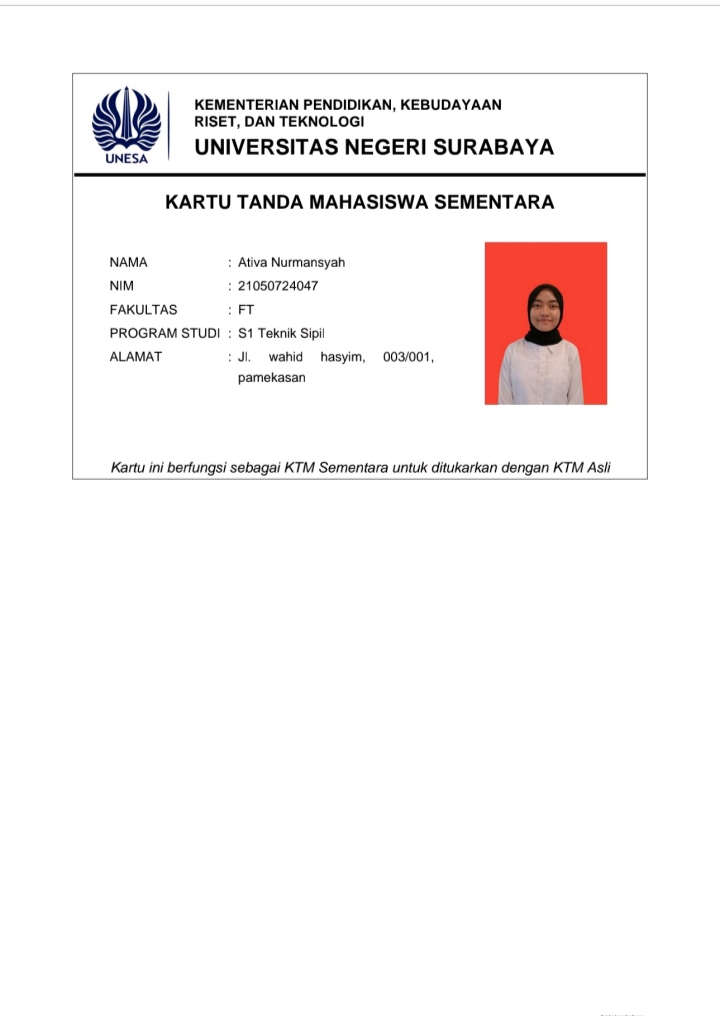 UNESA
KEMENTERIAN PENDIDIKAN, KEBUDAYAAN
RISET, DAN TEKNOLOGI
UNIVERSITAS NEGERI SURABAYA
KARTU TANDA MAHASISWA SEMENTARA
NAMA : Ativa Nurmansyah
NIM : 21050724047
FAKULTAS : FT
PROGRAM STUDI : S1 Teknik Sipil
ALAMAT : Jl. wahid hasyim, 003/001,
pamekasan
Kartu ini berfungsi sebagai KTM Sementara untuk ditukarkan dengan KTM Asli